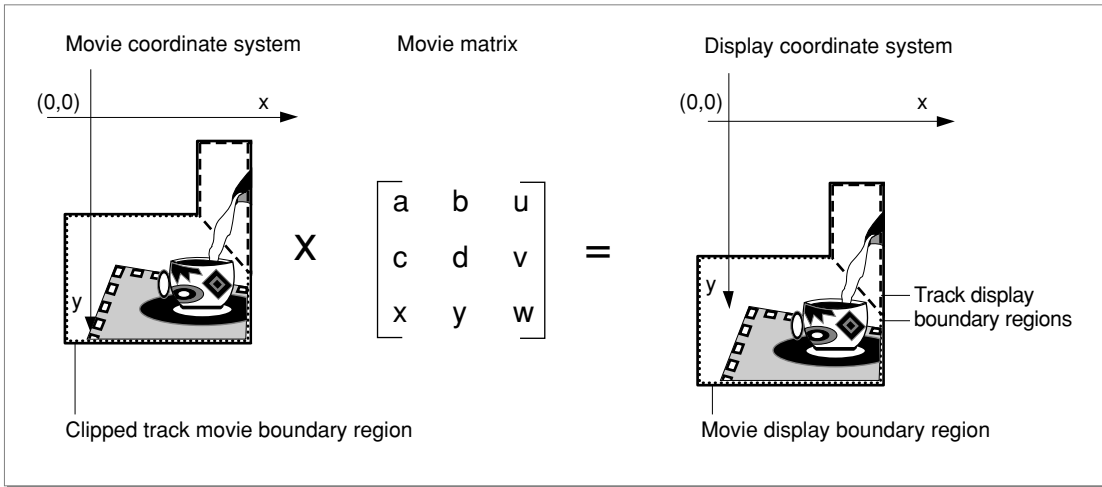 Movie coordinate system
Movie matrix
Display coordinate system
(0,0)
x
(0,0)
x
a b u
c d v
x y w
X
=
y
y
Track display
boundary regions
Clipped track movie boundary region
Movie display boundary region